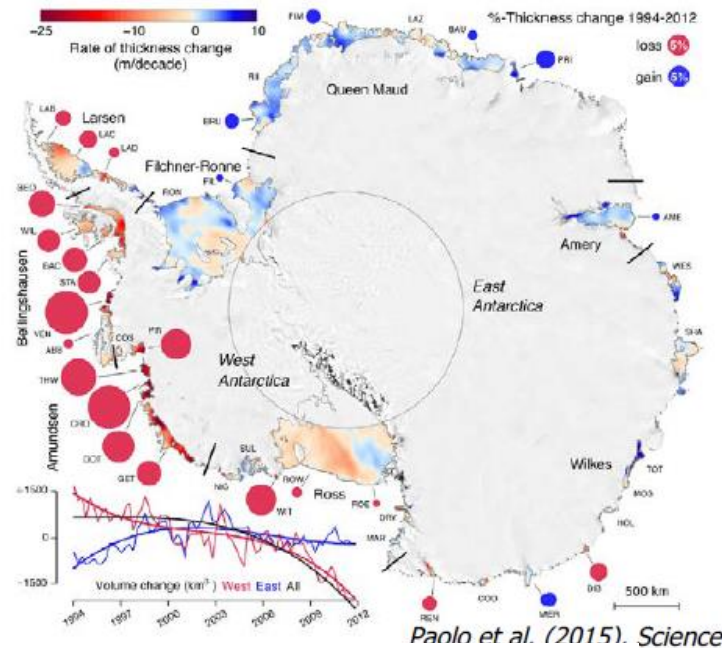 -25 -10 0 10
Rate of thickness change
(m/decade)
%-Thickness change 1994-2012
loss 5%
gain 5%
FIM
LAZ
BAU
PRI
RII
BRU
Queen Maud
LAB
Larsen
LAC
LAD
Filchner-Ronne
FIL
RON
GEO
WIL
BAC
STA
Bellingshausen
VEN
ABB
COS
PIN
THW
CRO
DOT
GET
Amundsen
West
Antarctica
East
Antarctica
AME
Amery
WES
SHA
Wilkes
TOT
MOS
HOL
DIB
MER
COO
REN
MAR
DRY
Ross
ROE
ROW
WIT
SUL
NIC
+1500
0
-1500
Volume change (km³) West East All
1994 1997 2000 2003 2006 2009 2012
500 km
Paolo et al. (2015), Science